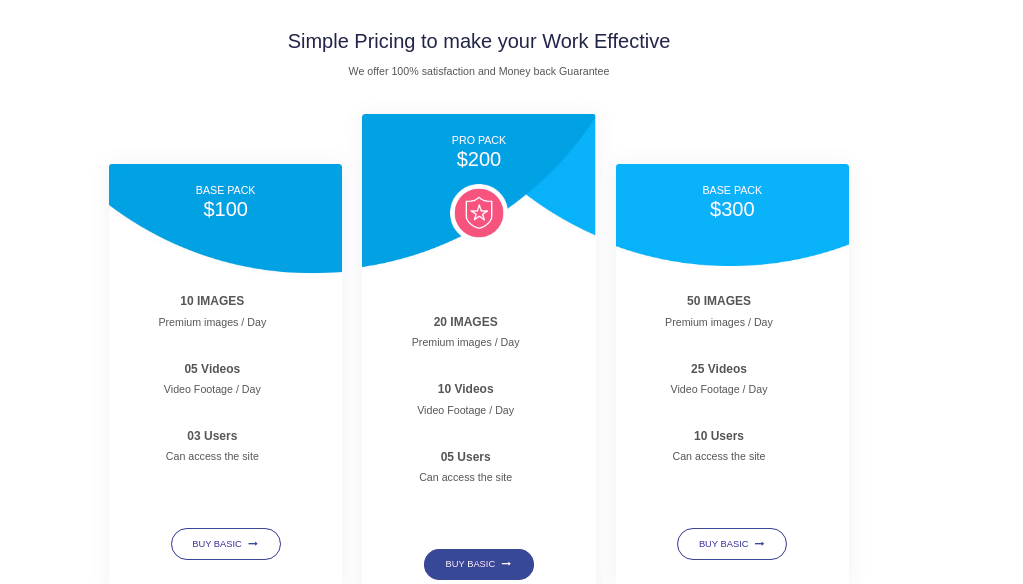 Simple Pricing to make your Work Effective
We offer 100% satisfaction and Money back Guarantee
BASE PACK
$100
10 IMAGES
Premium images / Day
05 Videos
Video Footage / Day
03 Users
Can access the site
BUY BASIC
PRO PACK
$200
20 IMAGES
Premium images / Day
10 Videos
Video Footage / Day
05 Users
Can access the site
BUY BASIC
BASE PACK
$300
50 IMAGES
Premium images / Day
25 Videos
Video Footage / Day
10 Users
Can access the site
BUY BASIC